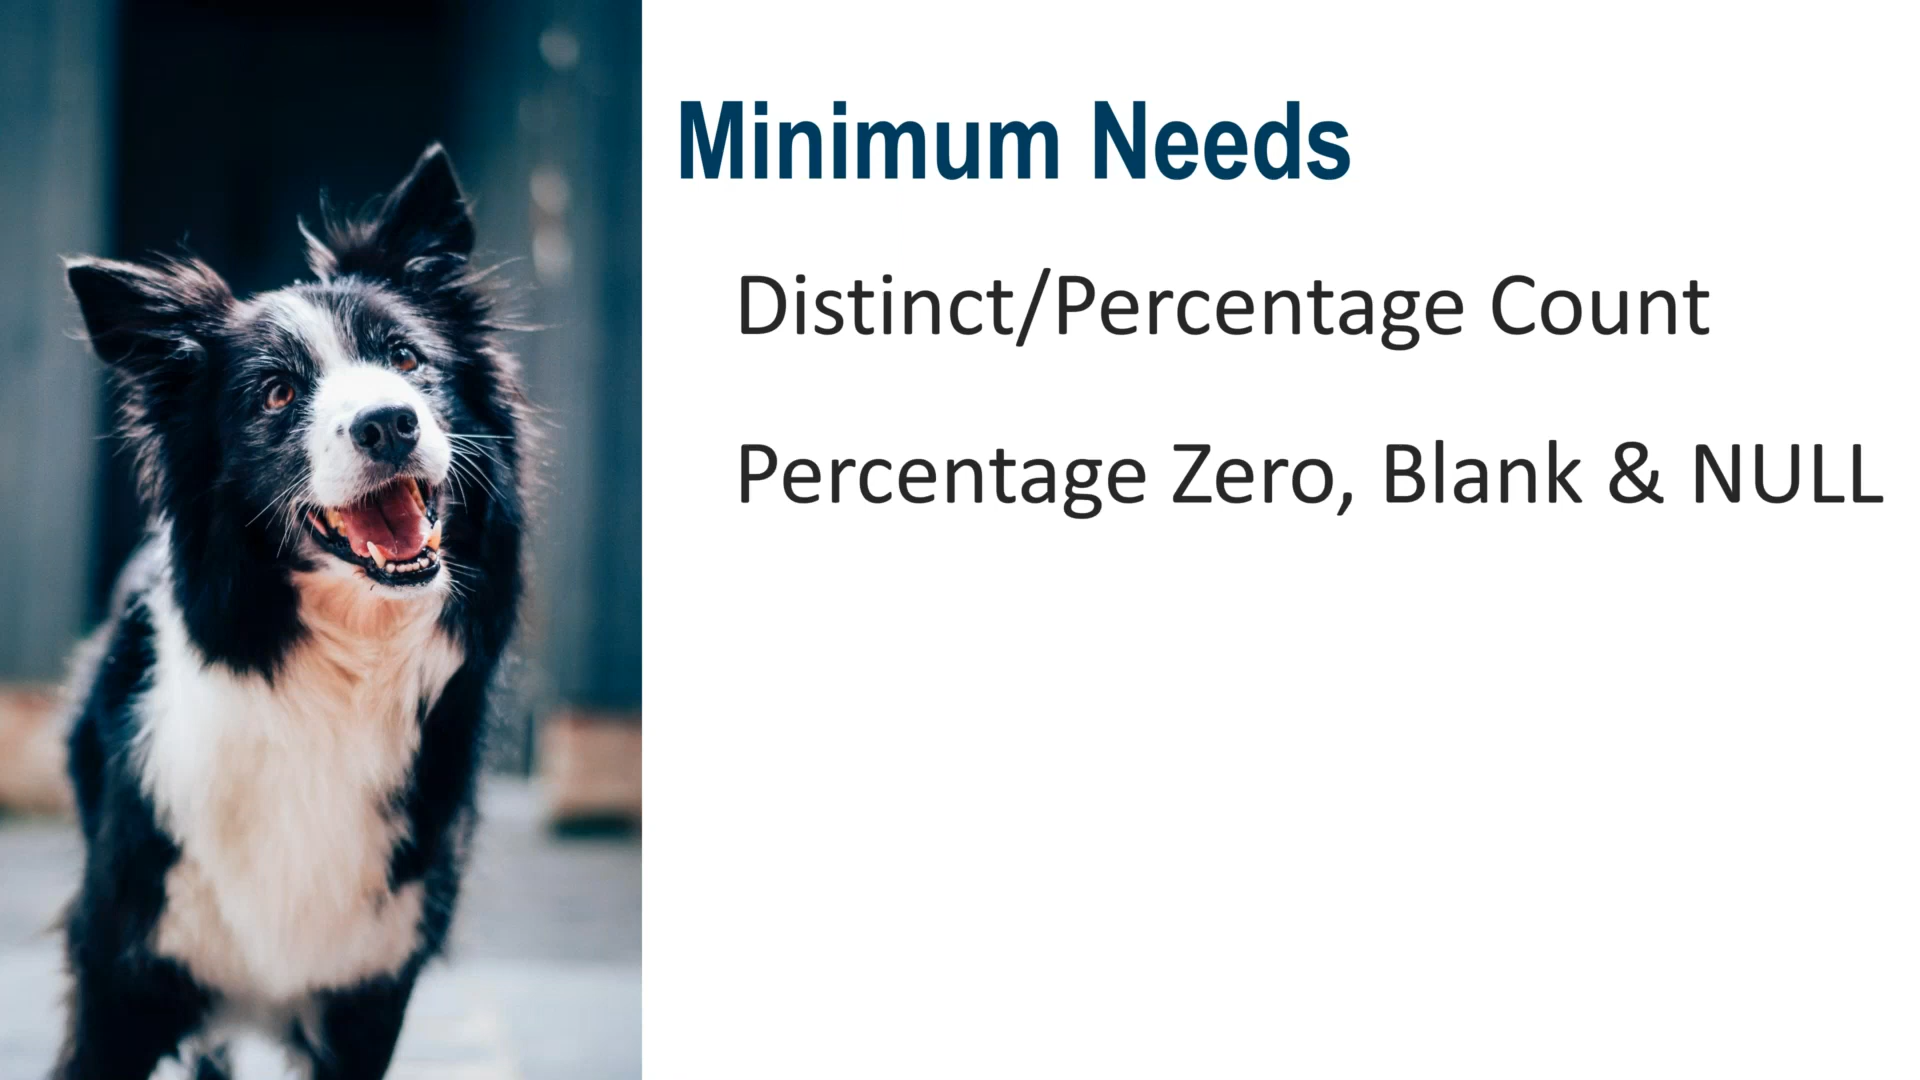 Minimum Needs
Distinct/Percentage Count
Percentage Zero, Blank & NULL